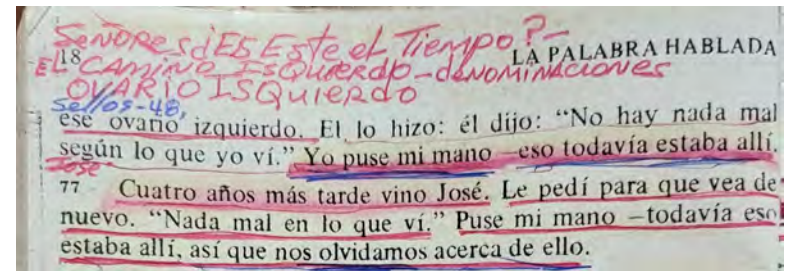 SEÑORES ¿ES ESTE EL TIEMPO?-
18 LA PALABRA HABLADA
EL CAMINO ISQUIERDO-dENOMINACIONES
OVARIO ISQUIERDO
Sellos-48,
ese ovario izquierdo. El lo hizo: él dijo: “No hay nada mal
según lo que yo ví.” Yo puse mi mano —eso todavía estaba allí.
José
77 Cuatro años más tarde vino José. Le pedí para que vea de
nuevo. “Nada mal en lo que ví.” Puse mi mano —todavía eso
estaba allí, así que nos olvidamos acerca de ello.